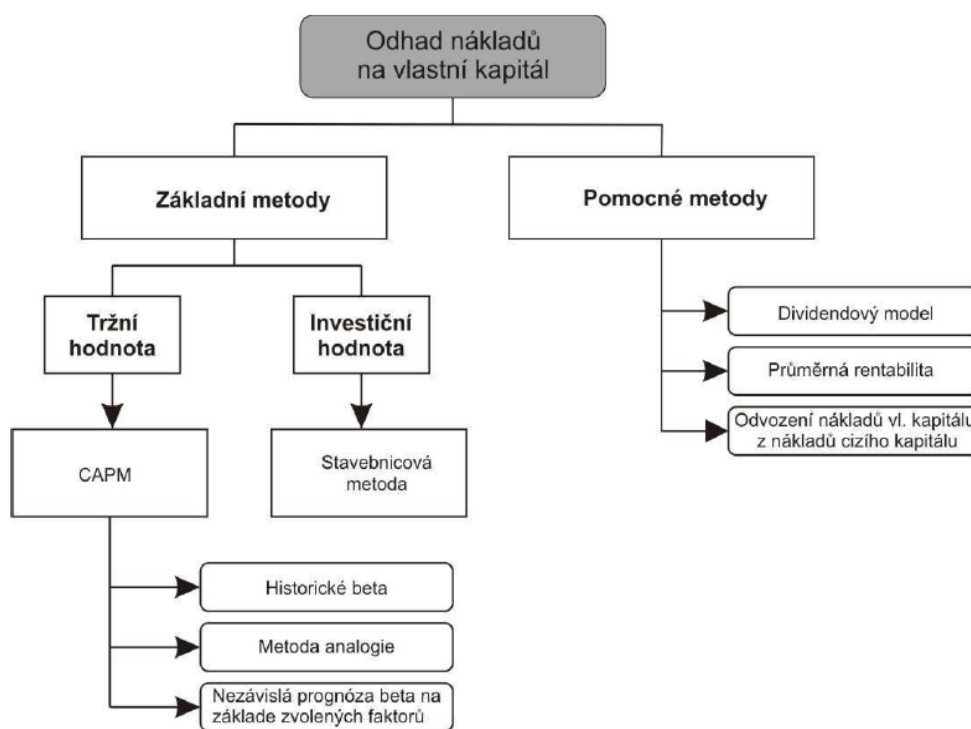 Odhad nákladů
na vlastní kapitál
Základní metody
Pomocné metody
Tržní
hodnota
Investiční
hodnota
Dividendový model
Průměrná rentabilita
Odvození nákladů vl. kapitálu
z nákladů cizího kapitálu
CAPM
Stavebnicová
metoda
Historické beta
Metoda analogie
Nezávislá prognóza beta na
základe zvolených faktorů